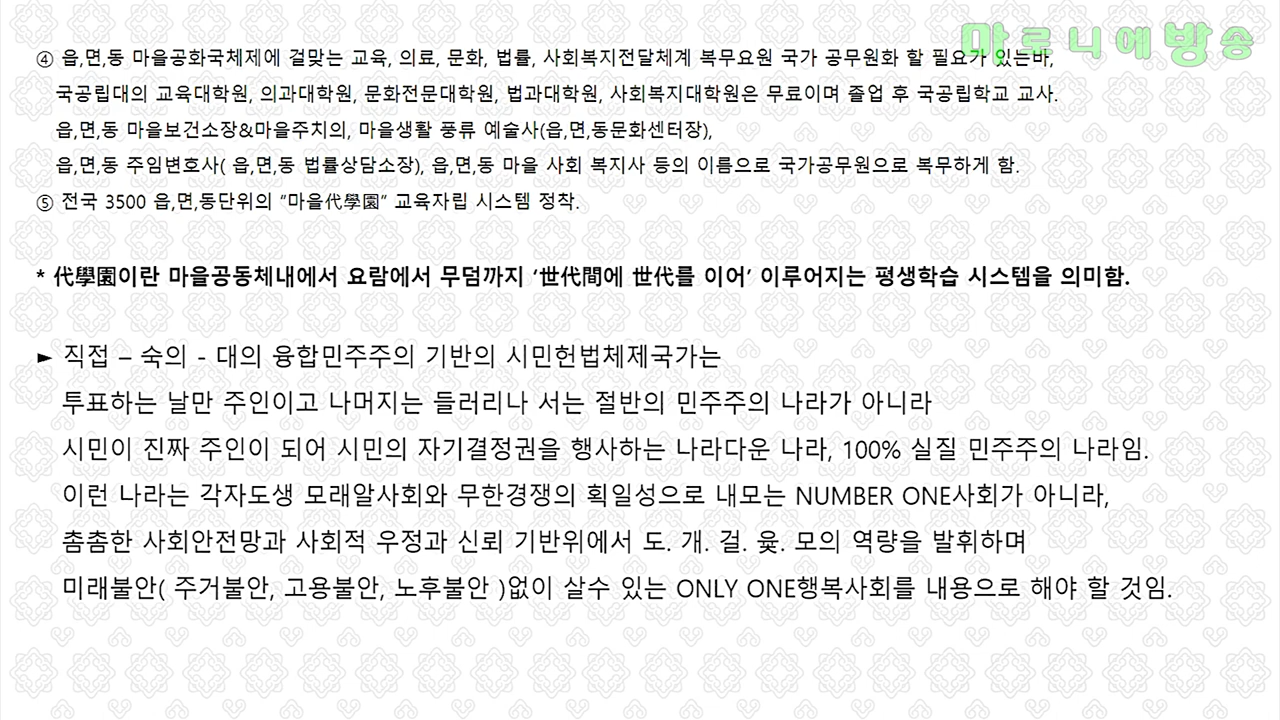 마로니에방송
④ 읍,면,동 마을공화국체제에 걸맞는 교육, 의료, 문화, 법률, 사회복지전달체계 복무요원 국가 공무원화 할 필요가 있는바,
국공립대의 교육대학원, 의과대학원, 문화전문대학원, 법과대학원, 사회복지대학원은 무료이며 졸업 후 국공립학교 교사.
읍,면,동 마을보건소장&마을주치의, 마을생활 풍류 예술사(읍,면,동문화센터장),
읍,면,동 주임변호사( 읍,면,동 법률상담소장), 읍,면,동 마을 사회 복지사 등의 이름으로 국가공무원으로 복무하게 함.
⑤ 전국 3500 읍,면,동단위의 “마을代學園” 교육자립 시스템 정착.
* 代學園이란 마을공동체내에서 요람에서 무덤까지 ‘世代間에 世代를 이어’ 이루어지는 평생학습 시스템을 의미함.
► 직접 – 숙의 - 대의 융합민주주의 기반의 시민헌법체제국가는
투표하는 날만 주인이고 나머지는 들러리나 서는 절반의 민주주의 나라가 아니라
시민이 진짜 주인이 되어 시민의 자기결정권을 행사하는 나라다운 나라, 100% 실질 민주주의 나라임.
이런 나라는 각자도생 모래알사회와 무한경쟁의 획일성으로 내모는 NUMBER ONE사회가 아니라,
촘촘한 사회안전망과 사회적 우정과 신뢰 기반위에서 도. 개. 걸. 윷. 모의 역량을 발휘하며
미래불안( 주거불안, 고용불안, 노후불안 )없이 살수 있는 ONLY ONE행복사회를 내용으로 해야 할 것임.